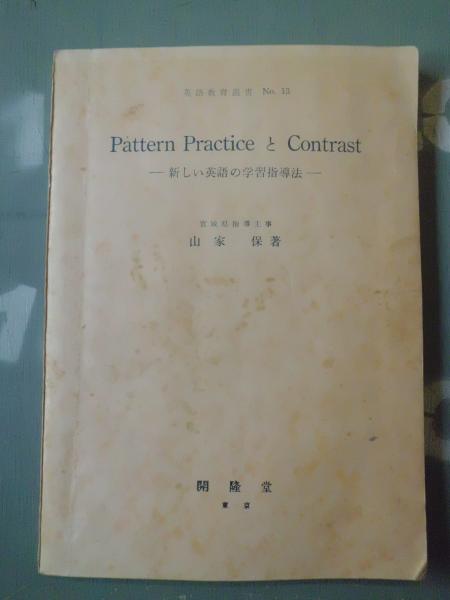 英語教育叢書 No. 15
Pattern Practice と Contrast
— 新しい英語の学習指導法 —
宮城県指導主事
山家 保著
開隆堂
東京